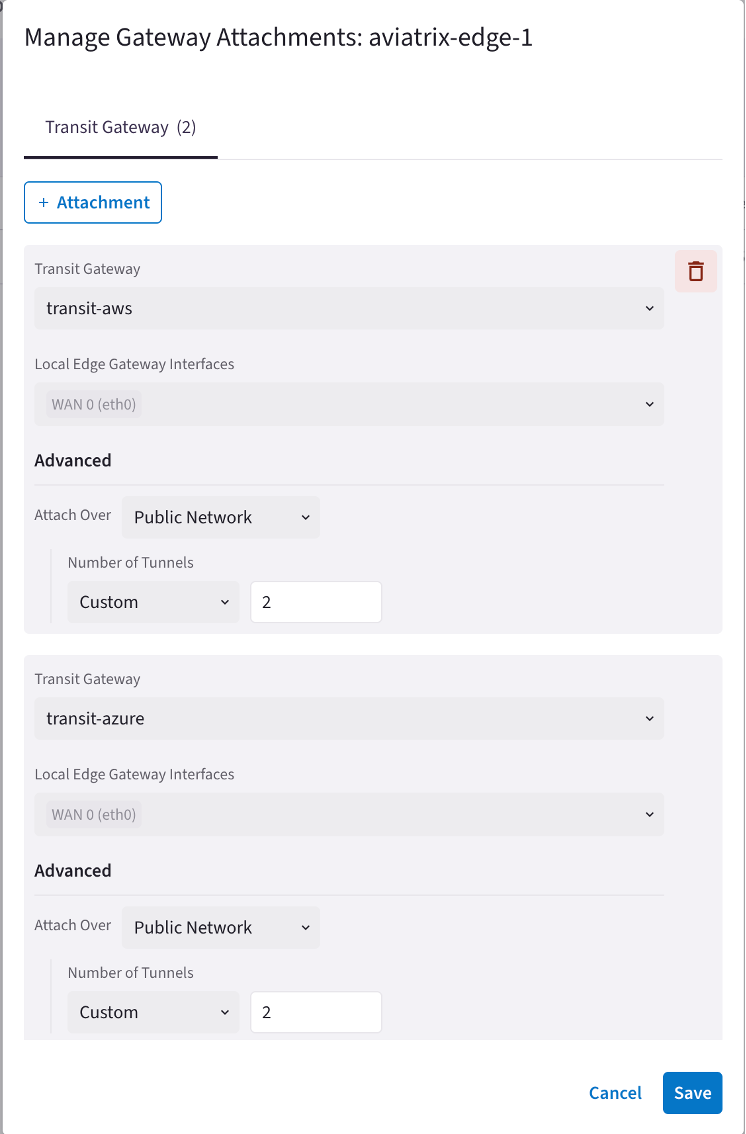 Manage Gateway Attachments: aviatrix-edge-1
Transit Gateway (2)
+ Attachment
Transit Gateway
transit-aws
Local Edge Gateway Interfaces
WAN 0 (eth0)
Advanced
Attach Over Public Network
Number of Tunnels
Custom 2
Transit Gateway
transit-azure
Local Edge Gateway Interfaces
WAN 0 (eth0)
Advanced
Attach Over Public Network
Number of Tunnels
Custom 2
Cancel Save